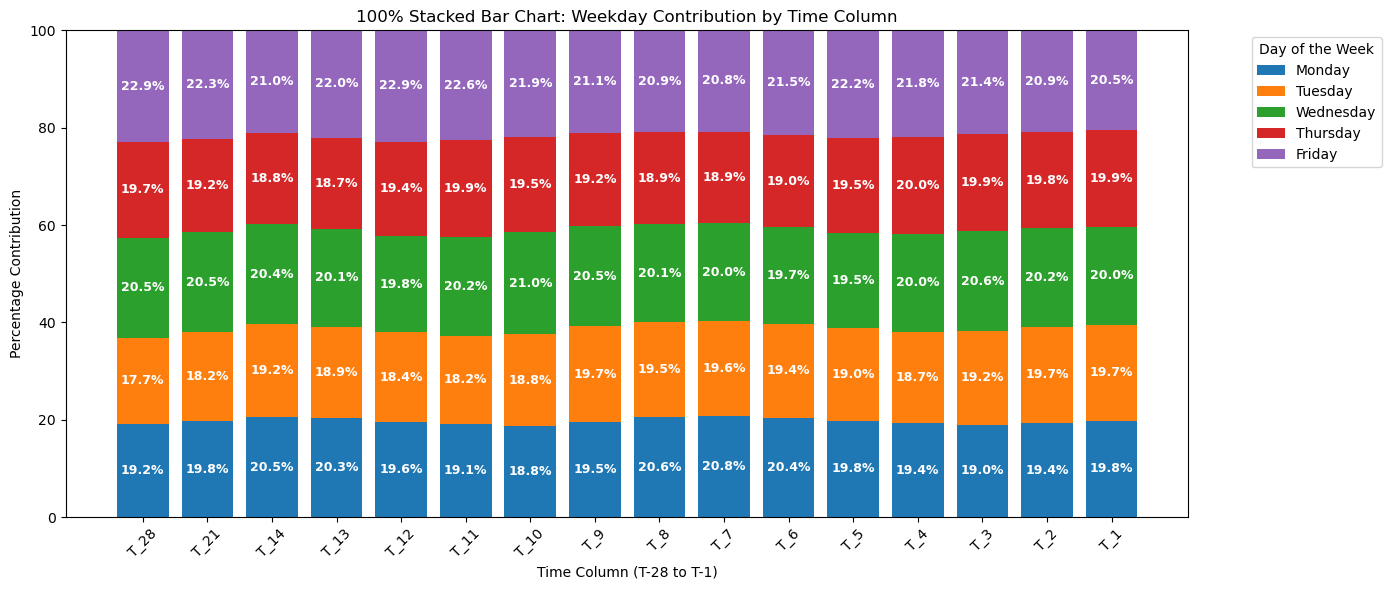 100% Stacked Bar Chart: Weekday Contribution by Time Column
Percentage Contribution
100
80
60
40
20
0
22.9% 22.3% 21.0% 22.0% 22.9% 22.6% 21.9% 21.1% 20.9% 20.8% 21.5% 22.2% 21.8% 21.4% 20.9% 20.5%
19.7% 19.2% 18.8% 18.7% 19.4% 19.9% 19.5% 19.2% 18.9% 18.9% 19.0% 19.5% 20.0% 19.9% 19.8% 19.9%
20.5% 20.5% 20.4% 20.1% 19.8% 20.2% 21.0% 20.5% 20.1% 20.0% 19.7% 19.5% 20.0% 20.6% 20.2% 20.0%
17.7% 18.2% 19.2% 18.9% 18.4% 18.2% 18.8% 19.7% 19.5% 19.6% 19.4% 19.0% 18.7% 19.2% 19.7% 19.7%
19.2% 19.8% 20.5% 20.3% 19.6% 19.1% 18.8% 19.5% 20.6% 20.8% 20.4% 19.8% 19.4% 19.0% 19.4% 19.8%
T_28 T_21 T_14 T_13 T_12 T_11 T_10 T_9 T_8 T_7 T_6 T_5 T_4 T_3 T_2 T_1
Time Column (T-28 to T-1)
Day of the Week
Monday
Tuesday
Wednesday
Thursday
Friday